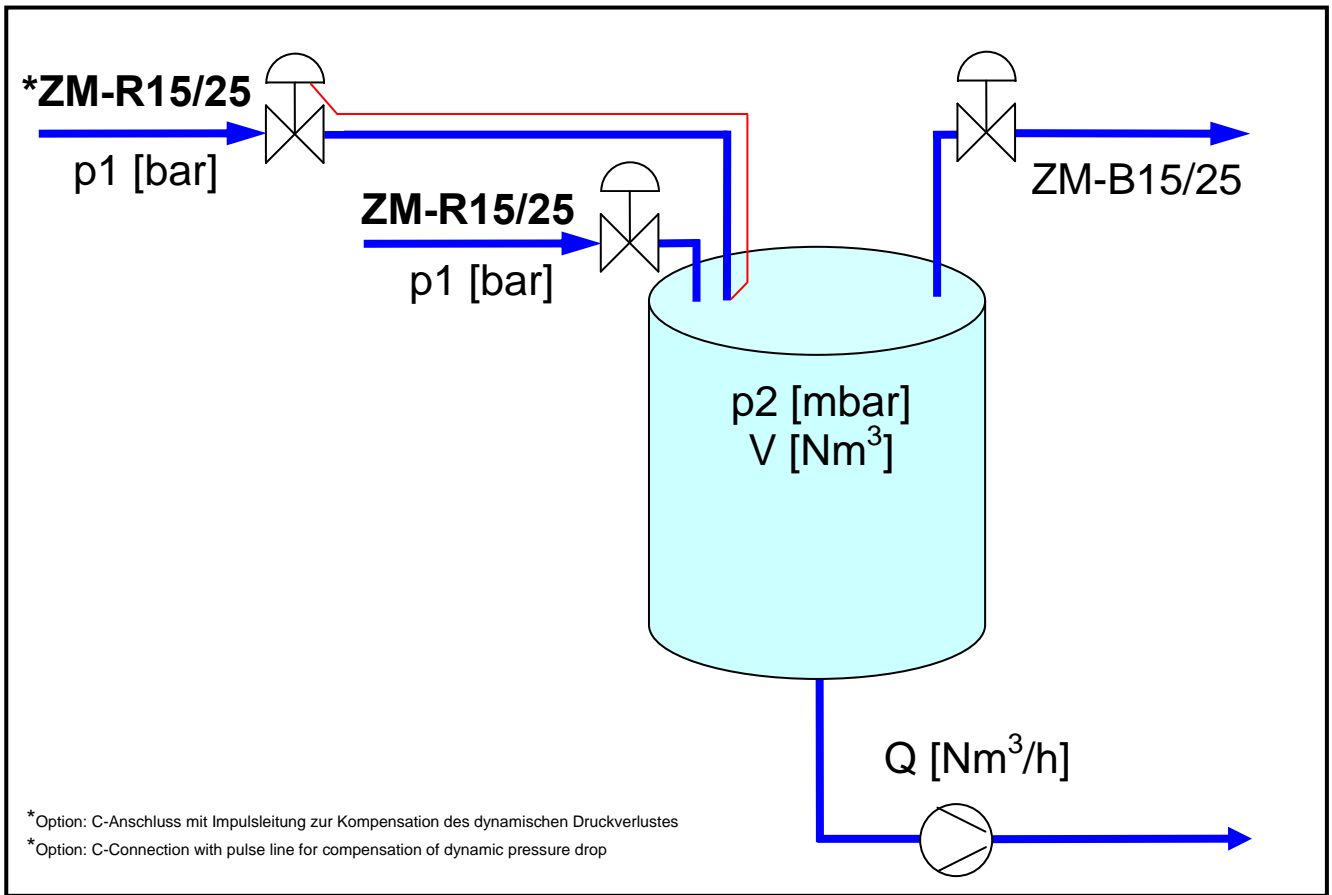 *ZM-R15/25
p1 [bar]
ZM-R15/25
p1 [bar]
ZM-B15/25
p2 [mbar]
V [Nm³]
Q [Nm³/h]
*Option: C-Anschluss mit Impulsleitung zur Kompensation des dynamischen Druckverlustes
*Option: C-Connection with pulse line for compensation of dynamic pressure drop